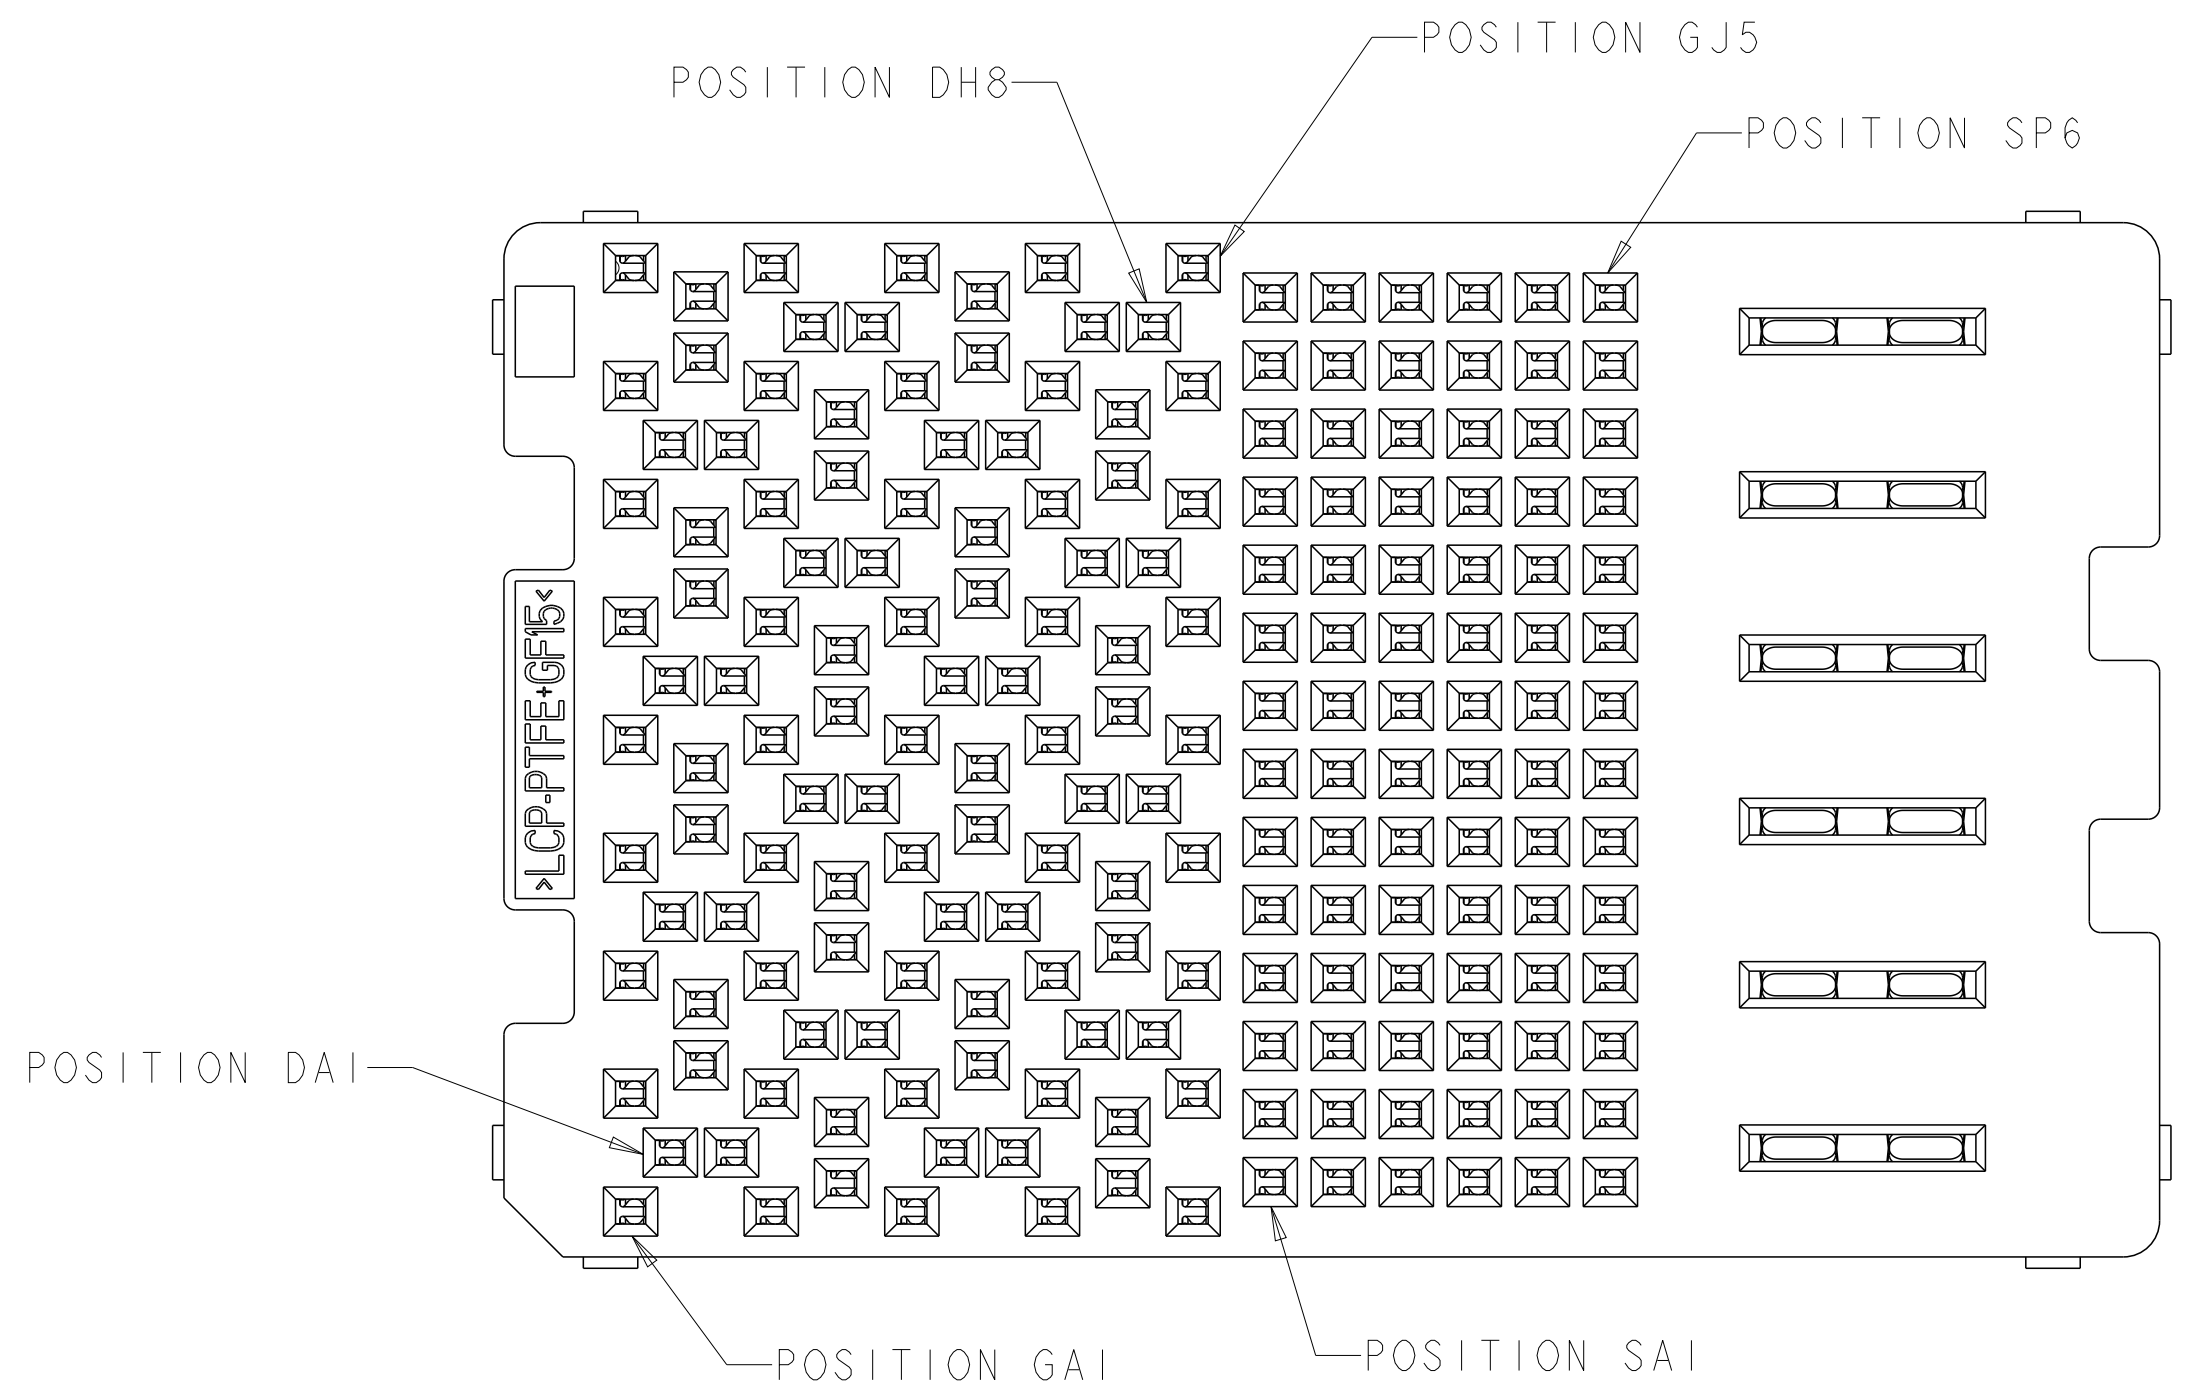 POSITION GJ5
POSITION DH8
POSITION SP6
>LCP-PTFE+GF15<
POSITION DA1
POSITION GA1
POSITION SA1